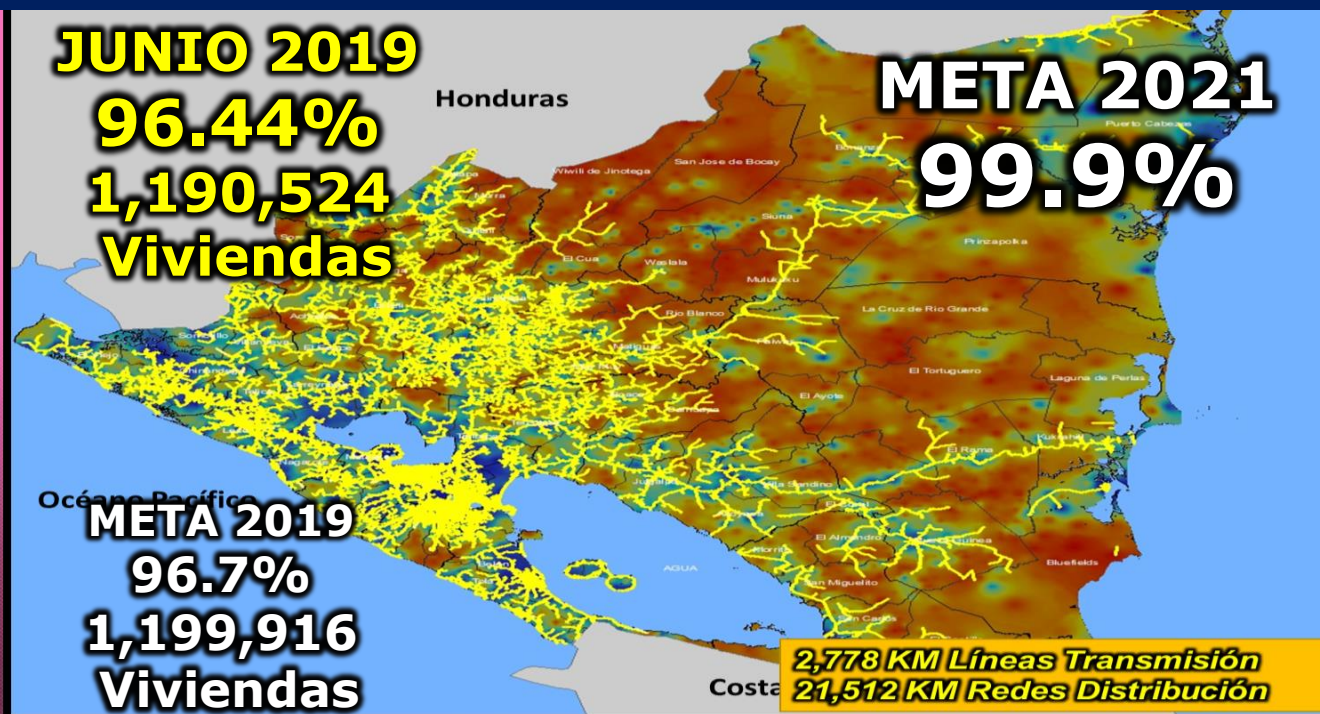 JUNIO 2019
96.44%
1,190,524
Viviendas
META 2021
99.9%
Honduras
Puerto Cabezas
Bonanza
San Jose de Bocay
Wiwili de Jinotega
Murra
Siuna
Prinzapolka
El Cua
Waslala
Mulukuku
La Cruz de Rio Grande
Rio Blanco
El Tortuguero
Laguna de Perlas
El Ayote
El Rama
Villa Sandino
El Almendro
Bluefields
Morrito
San Miguelito
San Carlos
AGUA
Océano Pacífico
META 2019
96.7%
1,199,916
Viviendas
Costa
2,778 KM Líneas Transmisión
21,512 KM Redes Distribución